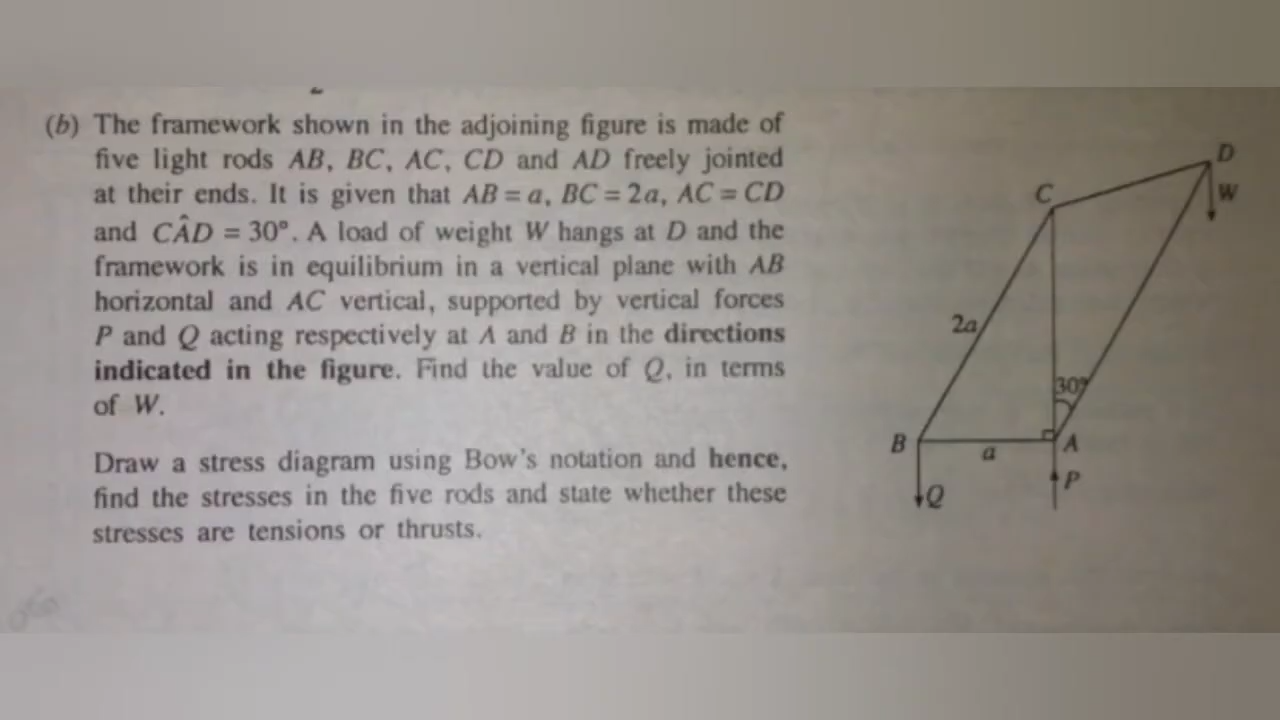 (b) The framework shown in the adjoining figure is made of
five light rods AB, BC, AC, CD and AD freely jointed
at their ends. It is given that AB = a, BC = 2a, AC = CD
and CÂD = 30°. A load of weight W hangs at D and the
framework is in equilibrium in a vertical plane with AB
horizontal and AC vertical, supported by vertical forces
P and Q acting respectively at A and B in the directions
indicated in the figure. Find the value of Q, in terms
of W.
Draw a stress diagram using Bow's notation and hence,
find the stresses in the five rods and state whether these
stresses are tensions or thrusts.
D
C
W
2a
30°
B
A
a
P
Q